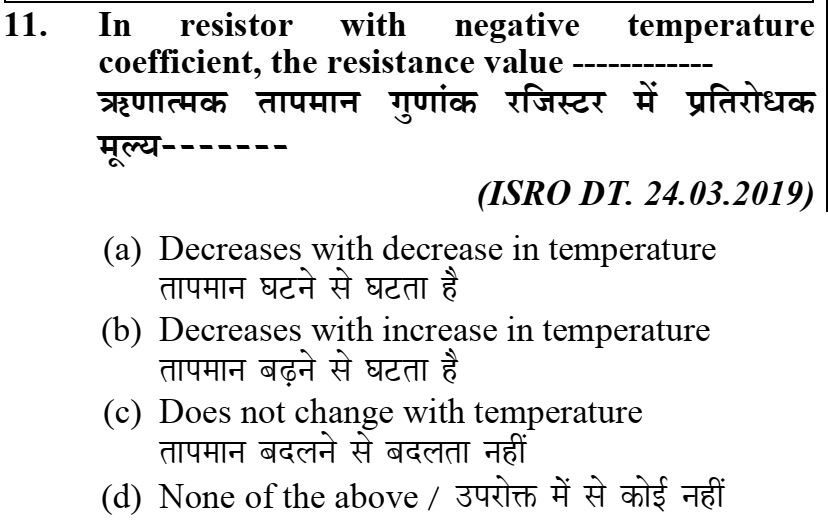 11. In resistor with negative temperature
coefficient, the resistance value ------------
ऋणात्मक तापमान गुणांक रजिस्टर में प्रतिरोधक
मूल्य-------
(ISRO DT. 24.03.2019)
(a) Decreases with decrease in temperature
तापमान घटने से घटता है
(b) Decreases with increase in temperature
तापमान बढ़ने से घटता है
(c) Does not change with temperature
तापमान बदलने से बदलता नहीं
(d) None of the above / उपरोक्त में से कोई नहीं